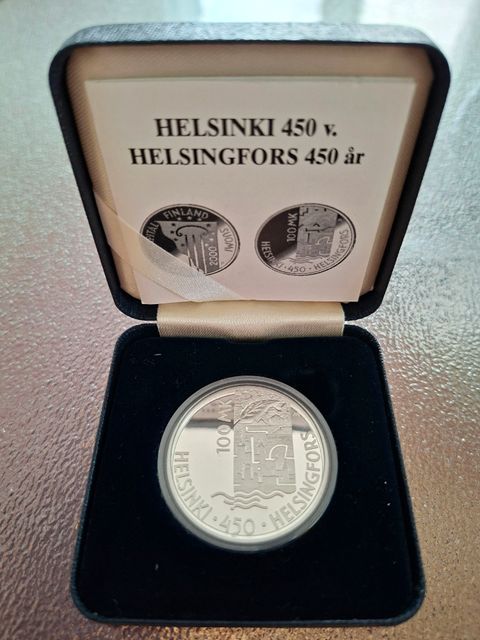 HELSINKI 450 v.
HELSINGFORS 450 år
FINLAND
2000
SUOMI
100 MK
HELSINKI · 450 · HELSINGFORS
100 MK
HELSINKI · 450 · HELSINGFORS